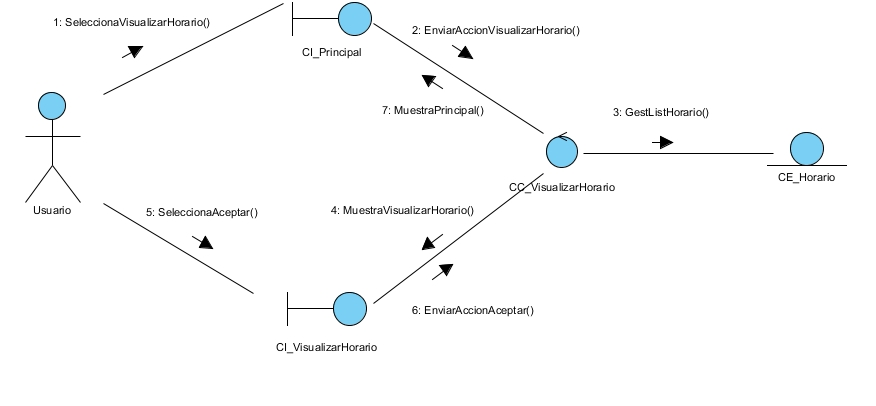 1: SeleccionaVisualizarHorario()
CI_Principal
2: EnviarAccionVisualizarHorario()
7: MuestraPrincipal()
3: GestListHorario()
CE_Horario
CC_VisualizarHorario
Usuario
5: SeleccionaAceptar()
4: MuestraVisualizarHorario()
6: EnviarAccionAceptar()
CI_VisualizarHorario